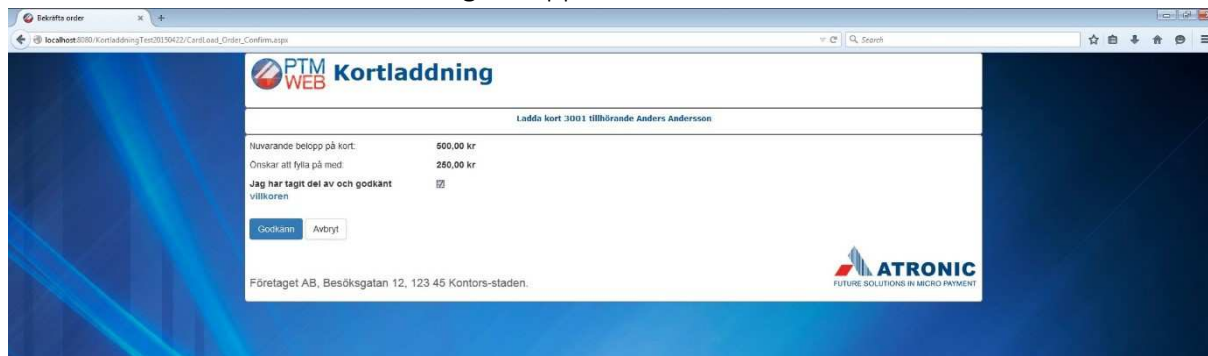 Bekräfta order
localhost:8080/KortladdningTest20150422/CardLoad_Order_Confirm.aspx
Search
PTM
WEB
Kortladdning
Ladda kort 3001 tillhörande Anders Andersson
Nuvarande belopp på kort: 500,00 kr
Önskar att fylla på med: 250,00 kr
Jag har tagit del av och godkänt
villkoren
Godkänn Avbryt
ATRONIC
FUTURE SOLUTIONS IN MICRO PAYMENT
Företaget AB, Besöksgatan 12, 123 45 Kontors-staden.